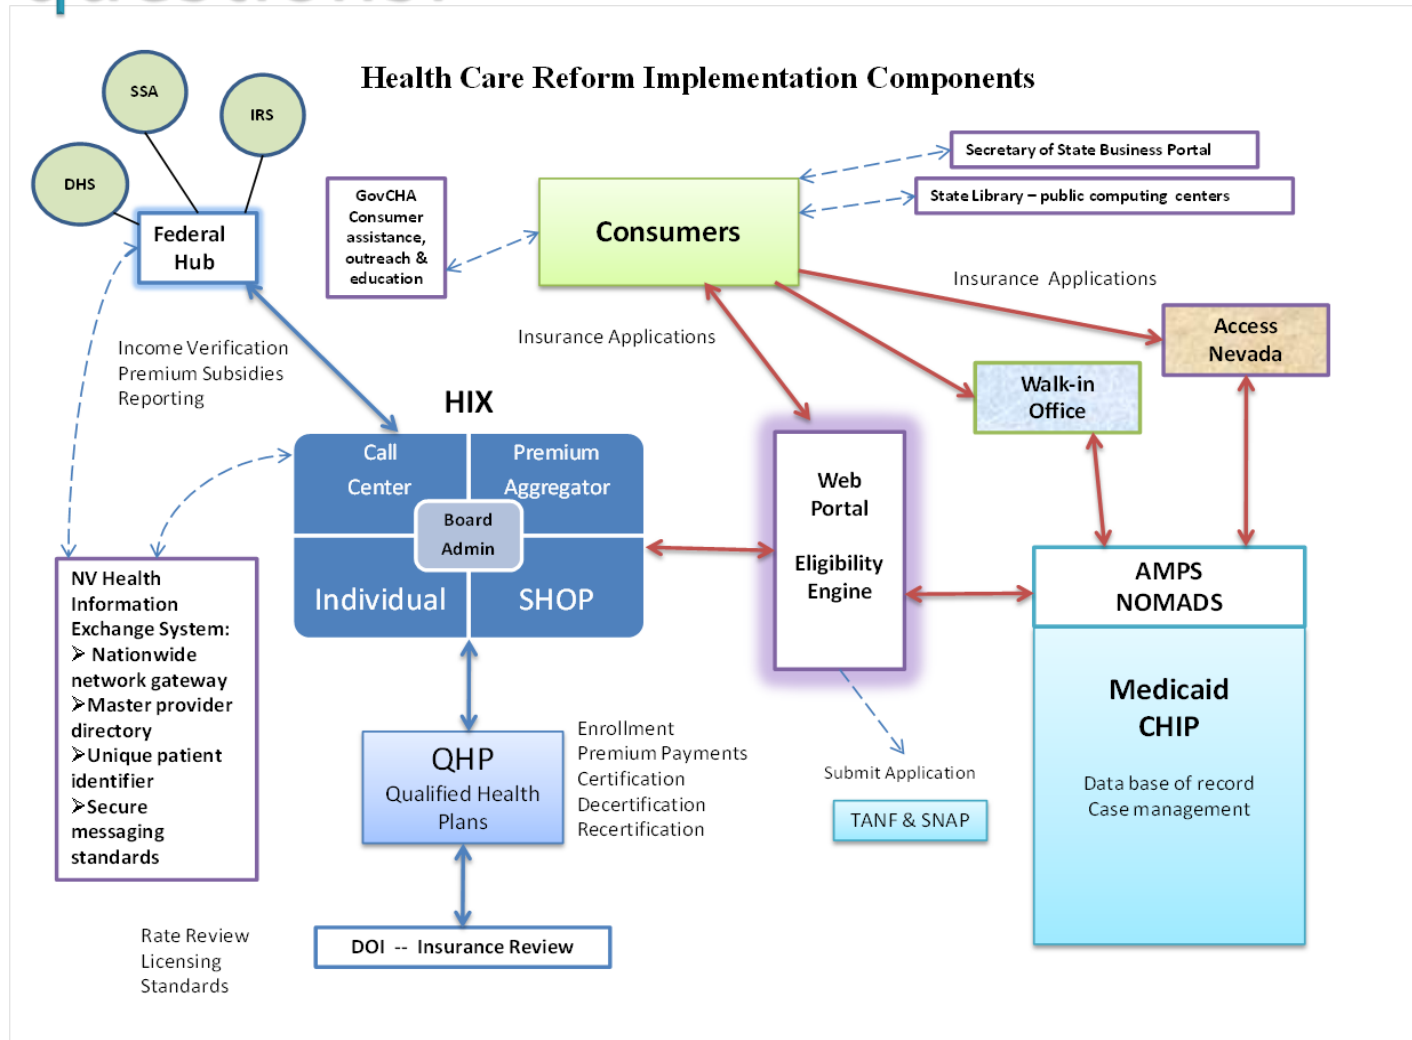 Health Care Reform Implementation Components
SSA
IRS
DHS
Federal
Hub
GovCHA
Consumer
assistance,
outreach &
education
Consumers
Secretary of State Business Portal
State Library – public computing centers
Insurance Applications
Insurance Applications
Access
Nevada
Walk-in
Office
Income Verification
Premium Subsidies
Reporting
HIX
Call
Center
Premium
Aggregator
Board
Admin
Individual
SHOP
Web
Portal
Eligibility
Engine
AMPS
NOMADS
Medicaid
CHIP
Data base of record
Case management
NV Health
Information
Exchange System:
➢ Nationwide
network gateway
➢Master provider
directory
➢Unique patient
identifier
➢Secure
messaging
standards
QHP
Qualified Health
Plans
Enrollment
Premium Payments
Certification
Decertification
Recertification
Submit Application
TANF & SNAP
DOI -- Insurance Review
Rate Review
Licensing
Standards